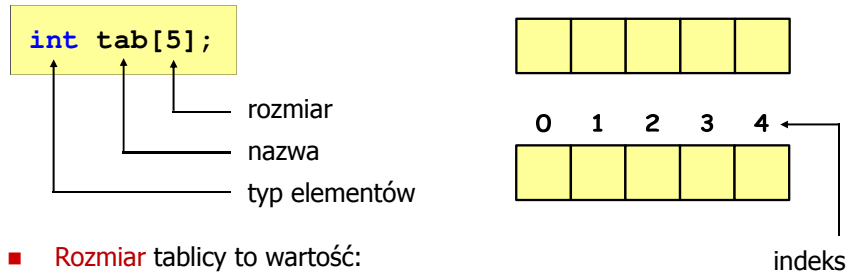 int tab[5];
rozmiar
nazwa
typ elementów
0 1 2 3 4
indeks
Rozmiar tablicy to wartość: